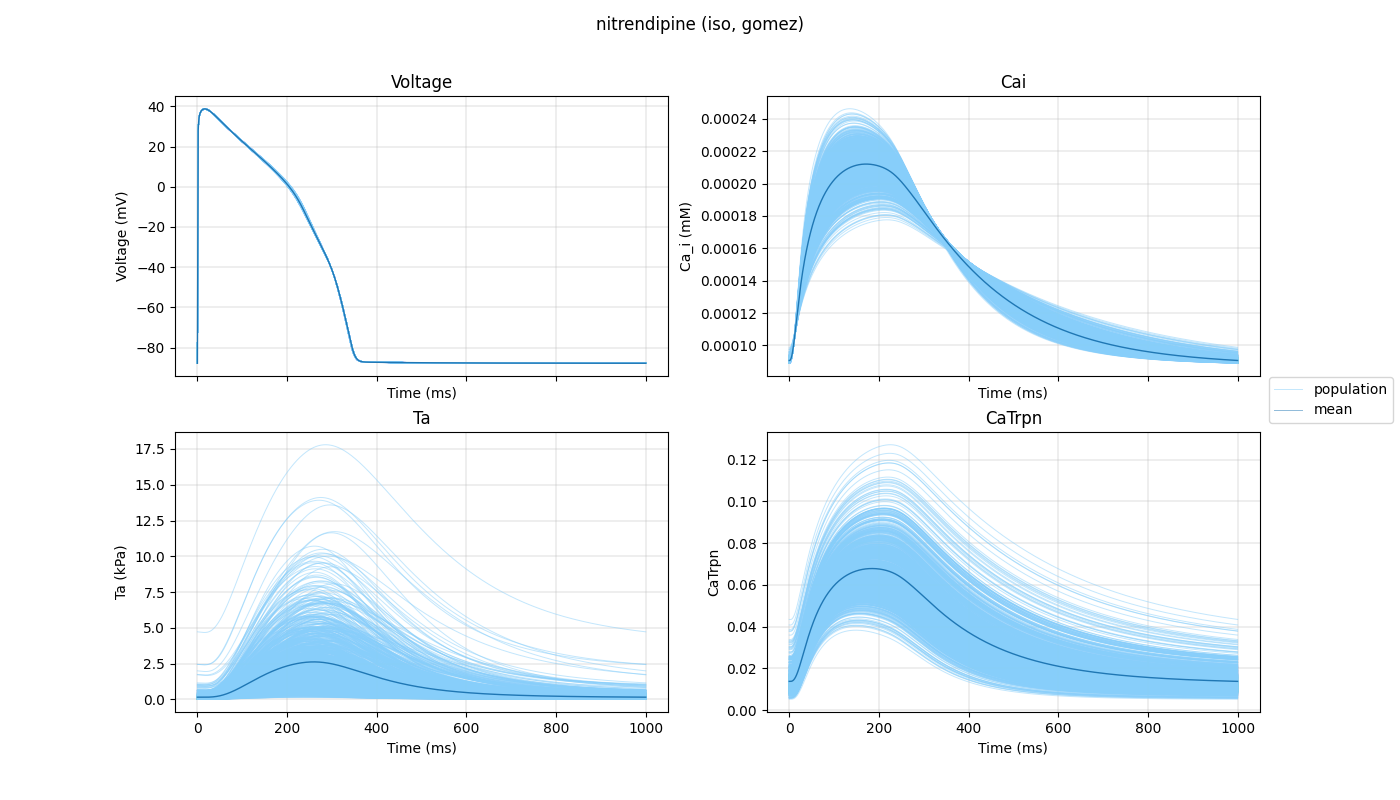 nitrendipine (iso, gomez)
Voltage
40
20
0
−20
−40
−60
−80
Voltage (mV)
Time (ms)
Cai
0.00024
0.00022
0.00020
0.00018
0.00016
0.00014
0.00012
0.00010
Ca_i (mM)
Time (ms)
population
mean
Ta
17.5
15.0
12.5
10.0
7.5
5.0
2.5
0.0
Ta (kPa)
0 200 400 600 800 1000
Time (ms)
CaTrpn
0.12
0.10
0.08
0.06
0.04
0.02
0.00
CaTrpn
0 200 400 600 800 1000
Time (ms)